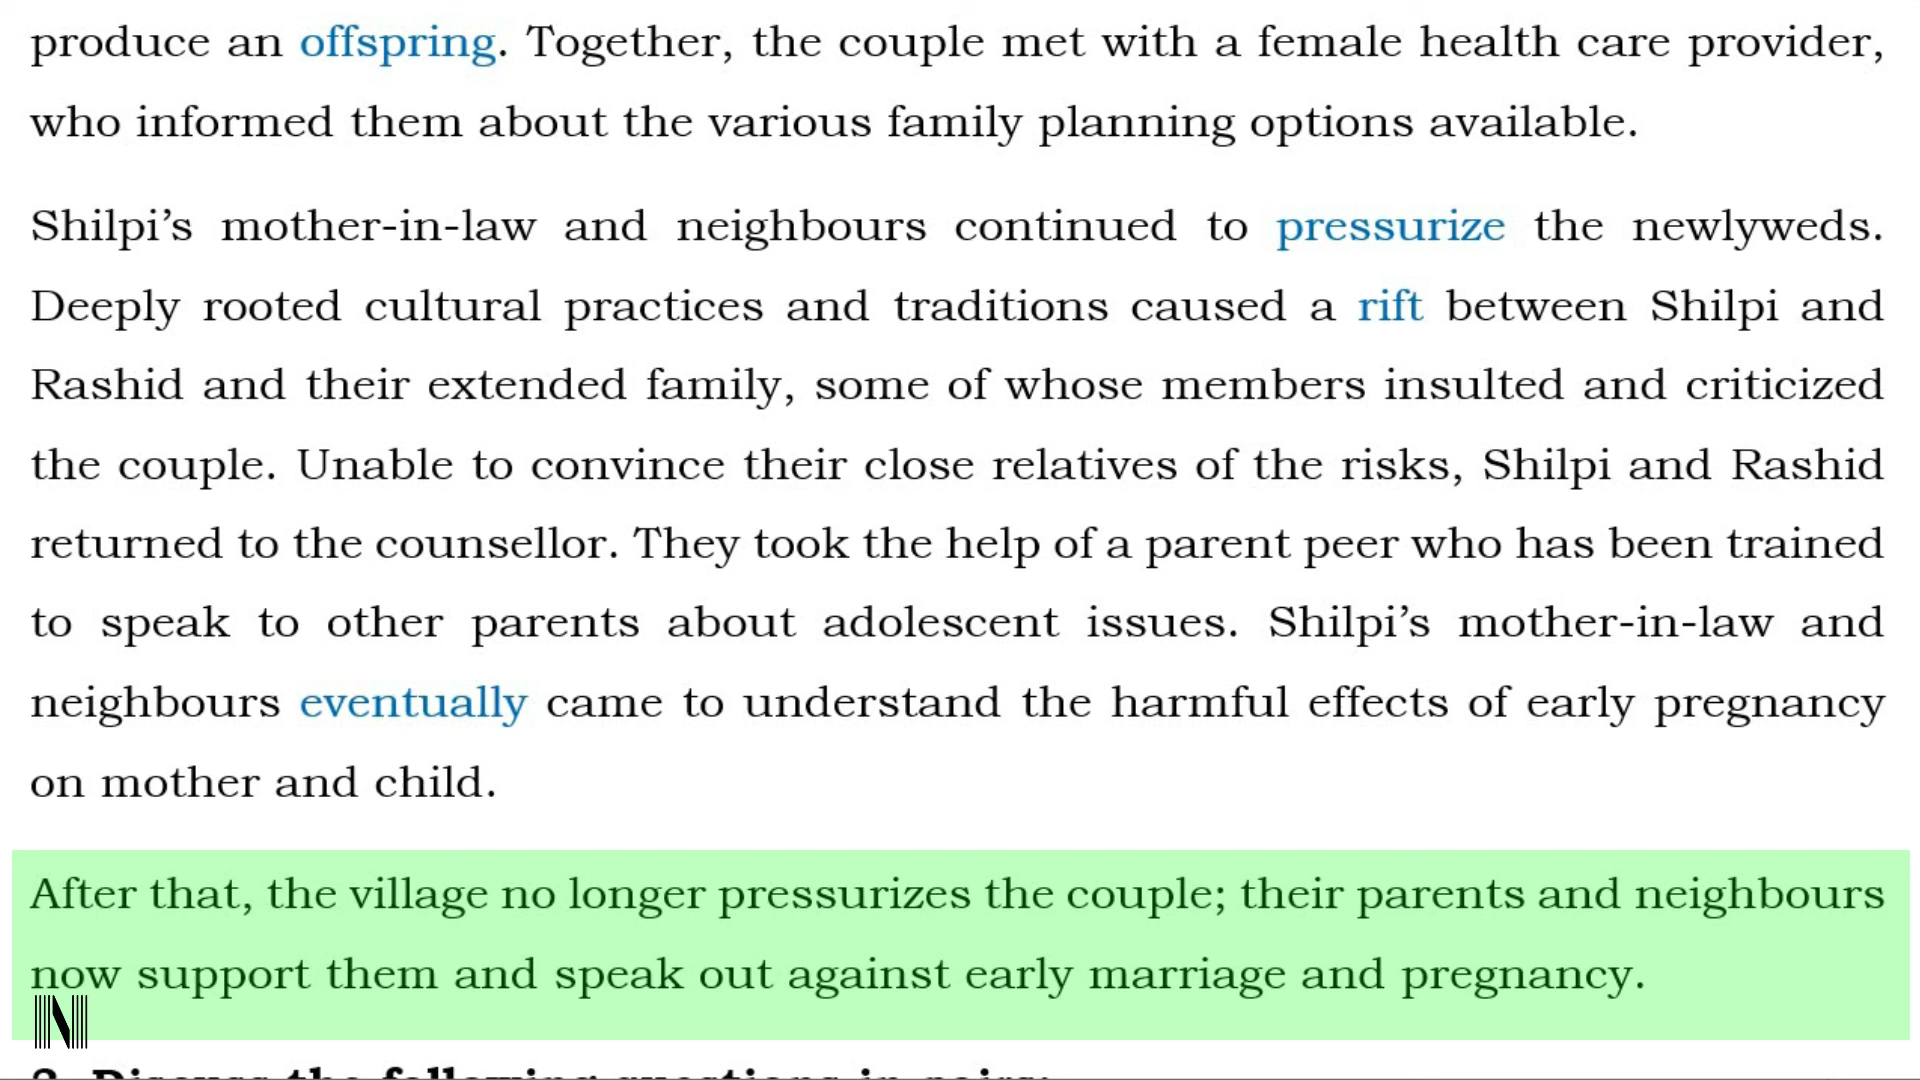 produce an offspring. Together, the couple met with a female health care provider,
who informed them about the various family planning options available.
Shilpi’s mother-in-law and neighbours continued to pressurize the newlyweds.
Deeply rooted cultural practices and traditions caused a rift between Shilpi and
Rashid and their extended family, some of whose members insulted and criticized
the couple. Unable to convince their close relatives of the risks, Shilpi and Rashid
returned to the counsellor. They took the help of a parent peer who has been trained
to speak to other parents about adolescent issues. Shilpi’s mother-in-law and
neighbours eventually came to understand the harmful effects of early pregnancy
on mother and child.
After that, the village no longer pressurizes the couple; their parents and neighbours
now support them and speak out against early marriage and pregnancy.
N
Discuss the following questions in pairs: